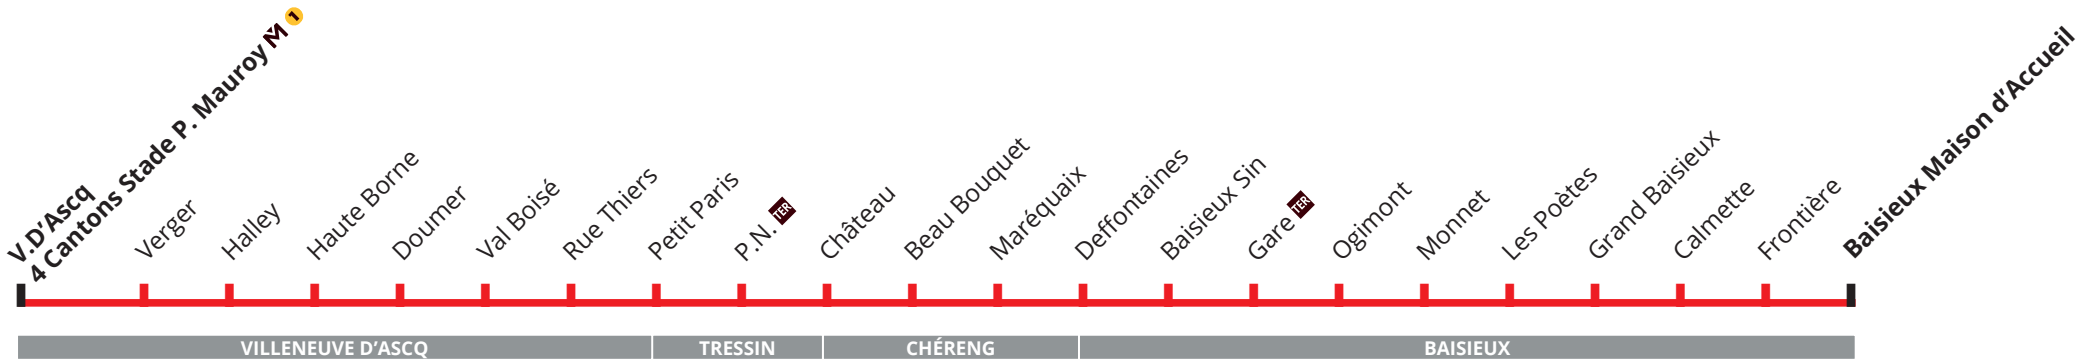 V.D’Ascq
4 Cantons Stade P. Mauroy M 1
Verger
Halley
Haute Borne
Doumer
Val Boisé
Rue Thiers
Petit Paris
P.N. TER
Château
Beau Bouquet
Maréquaix
Deffontaines
Baisieux Sin
Gare TER
Ogimont
Monnet
Les Poètes
Grand Baisieux
Calmette
Frontière
Baisieux Maison d’Accueil
VILLENEUVE D’ASCQ
TRESSIN
CHÉRENG
BAISIEUX